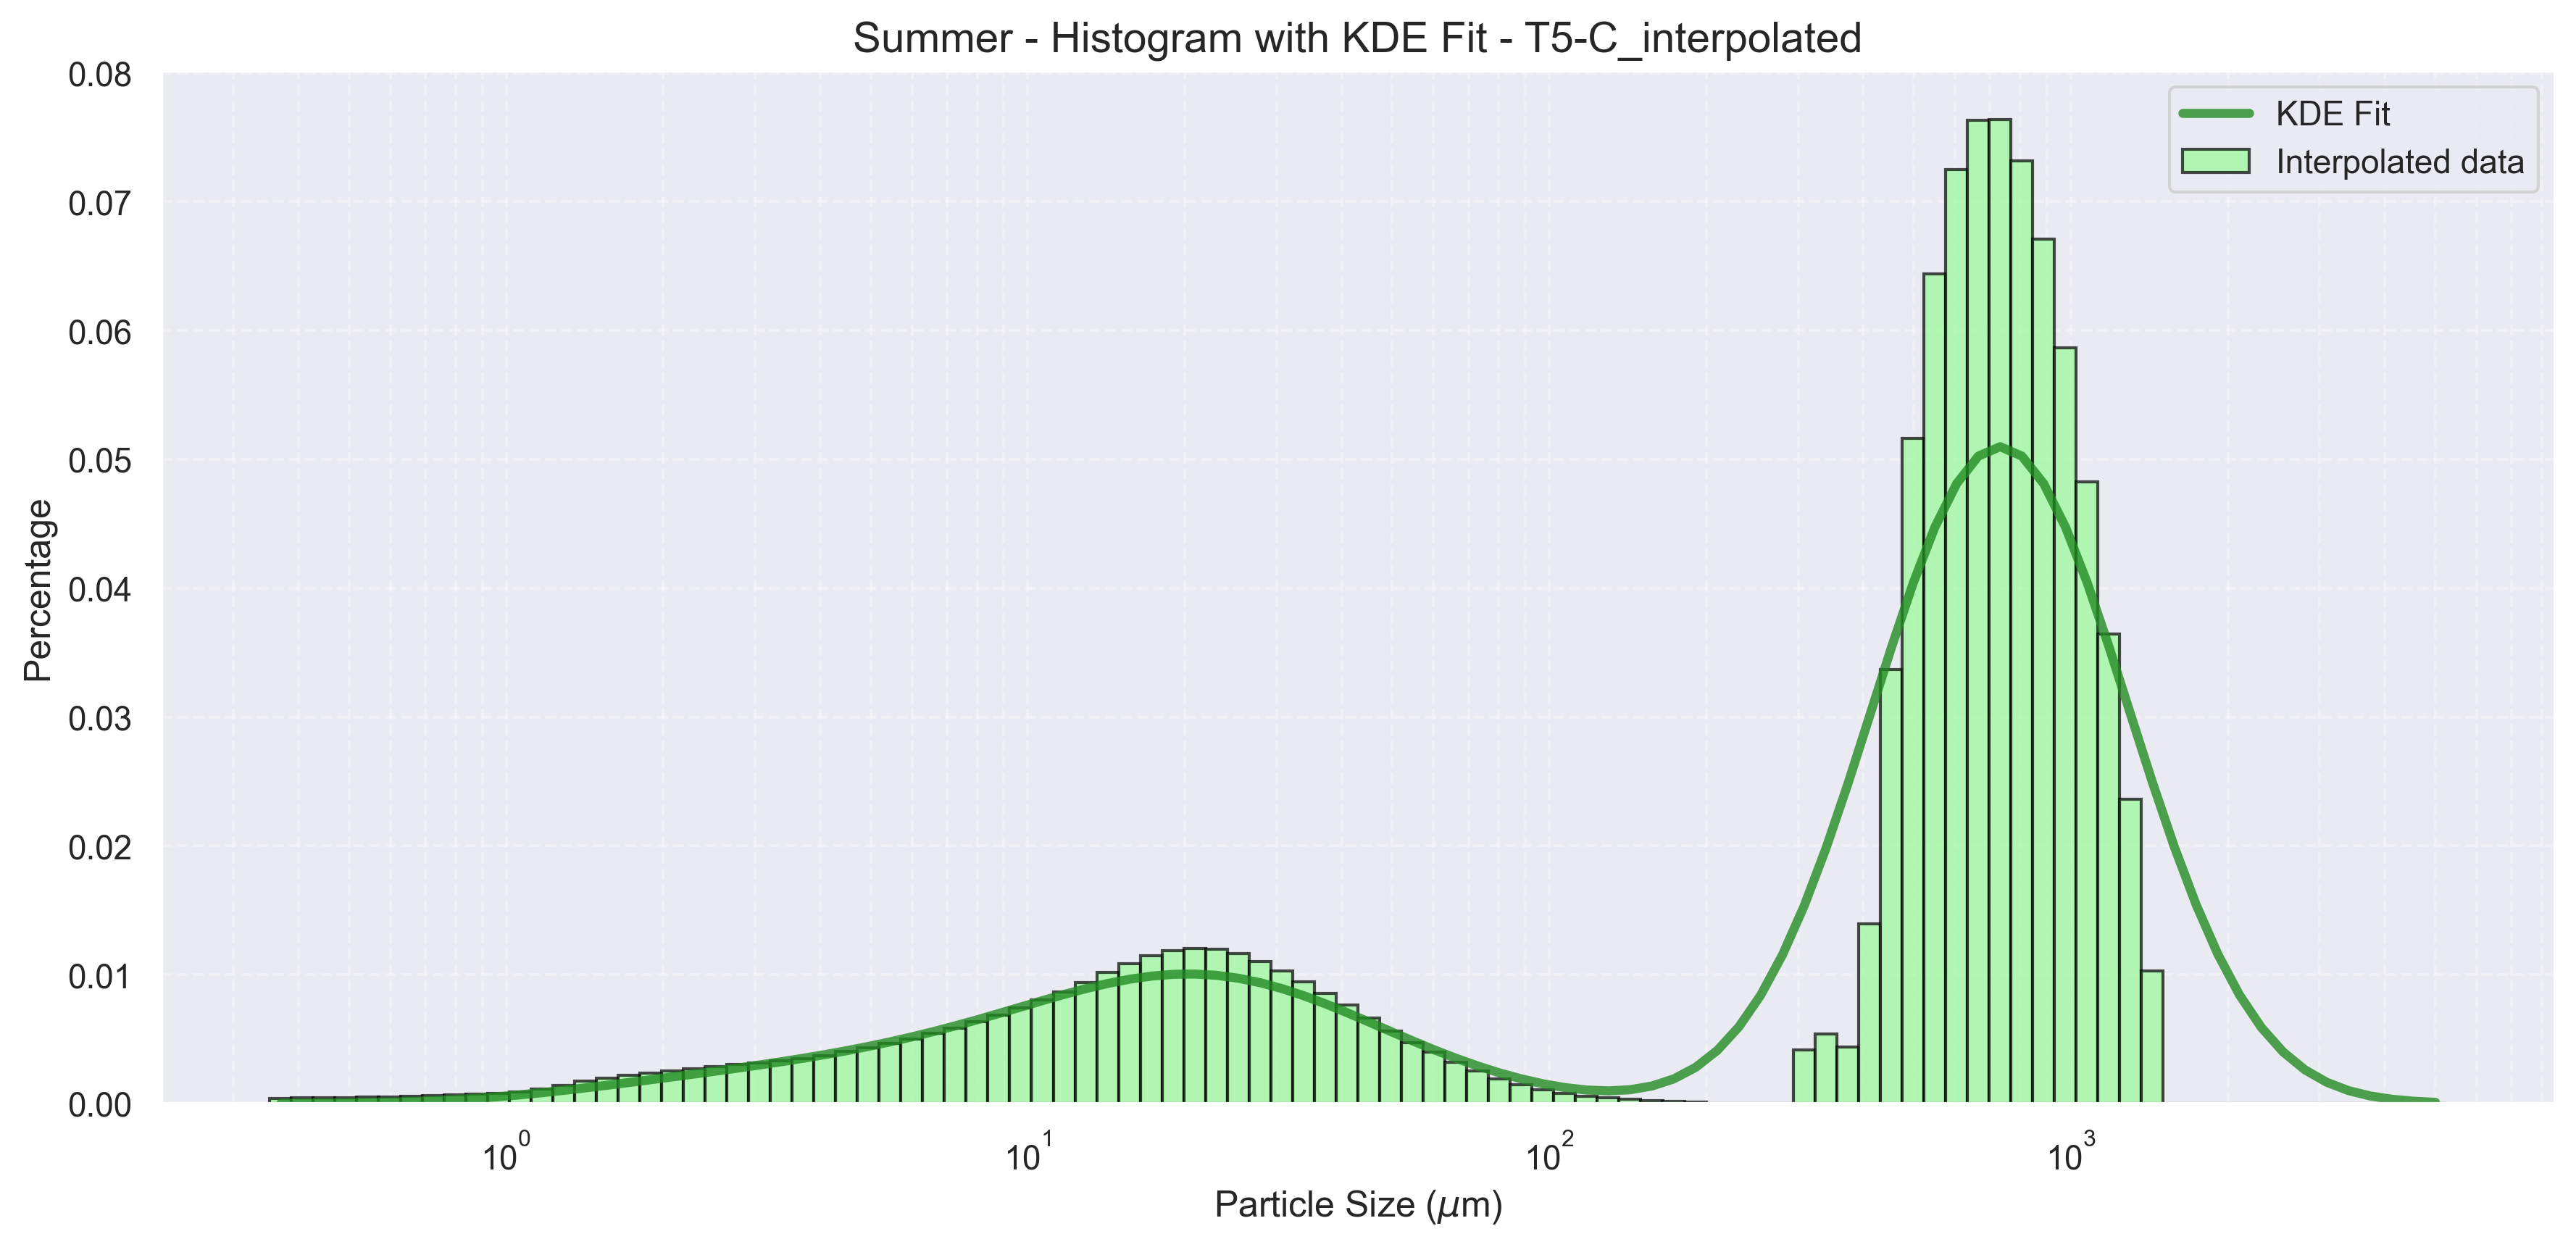 Summer - Histogram with KDE Fit - T5-C_interpolated
KDE Fit
Interpolated data
Percentage
0.08
0.07
0.06
0.05
0.04
0.03
0.02
0.01
0.00
10⁰ 10¹ 10² 10³
Particle Size (μm)